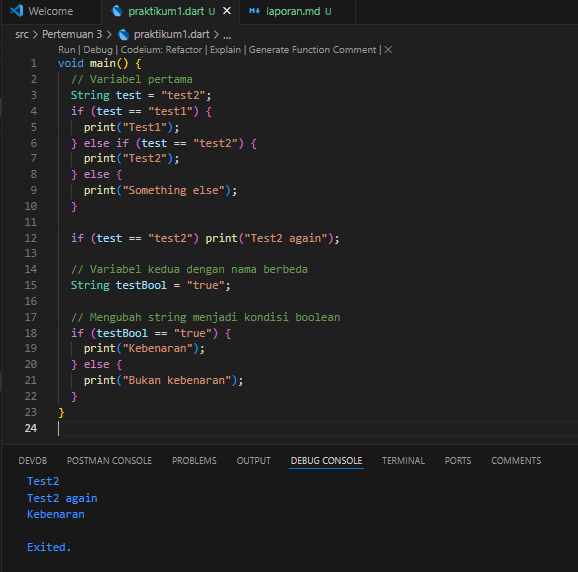 Welcome praktikum1.dart U laporan.md U
src > Pertemuan 3 > praktikum1.dart > ...
Run | Debug | Codeium: Refactor | Explain | Generate Function Comment | ×
1 void main() {
2 // Variabel pertama
3 String test = "test2";
4 if (test == "test1") {
5 print("Test1");
6 } else if (test == "test2") {
7 print("Test2");
8 } else {
9 print("Something else");
10 }
11
12 if (test == "test2") print("Test2 again");
13
14 // Variabel kedua dengan nama berbeda
15 String testBool = "true";
16
17 // Mengubah string menjadi kondisi boolean
18 if (testBool == "true") {
19 print("Kebenaran");
20 } else {
21 print("Bukan kebenaran");
22 }
23 }
24
DEVDB POSTMAN CONSOLE PROBLEMS OUTPUT DEBUG CONSOLE TERMINAL PORTS COMMENTS
Test2
Test2 again
Kebenaran
Exited.